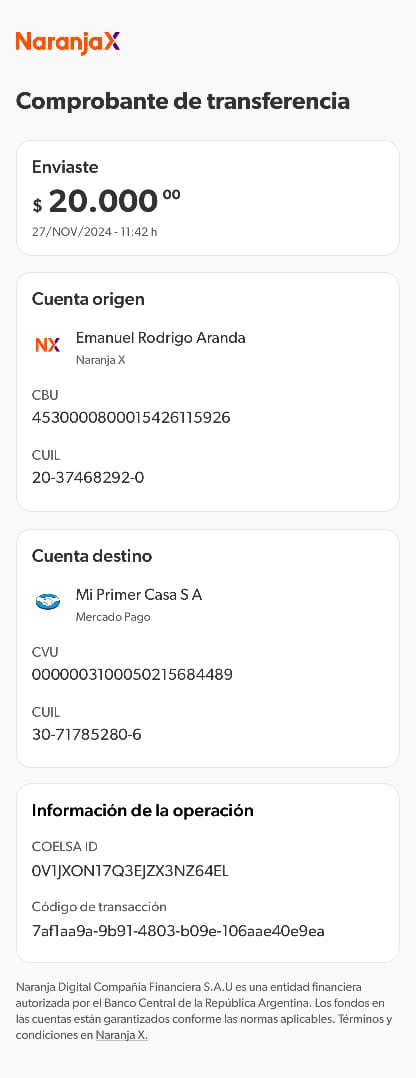 NaranjaX
Comprobante de transferencia
Enviaste
$ 20.000 00
27/NOV/2024 - 11:42 h
Cuenta origen
NX
Emanuel Rodrigo Aranda
Naranja X
CBU
4530000800015426115926
CUIL
20-37468292-0
Cuenta destino
Mi Primer Casa S A
Mercado Pago
CVU
0000003100050215684489
CUIL
30-71785280-6
Información de la operación
COELSA ID
0V1JXON17Q3EJZX3NZ64EL
Código de transacción
7af1aa9a-9b91-4803-b09e-106aae40e9ea
Naranja Digital Compañía Financiera S.A.U es una entidad financiera
autorizada por el Banco Central de la República Argentina. Los fondos en
las cuentas están garantizados conforme las normas aplicables. Términos y
condiciones en Naranja X.